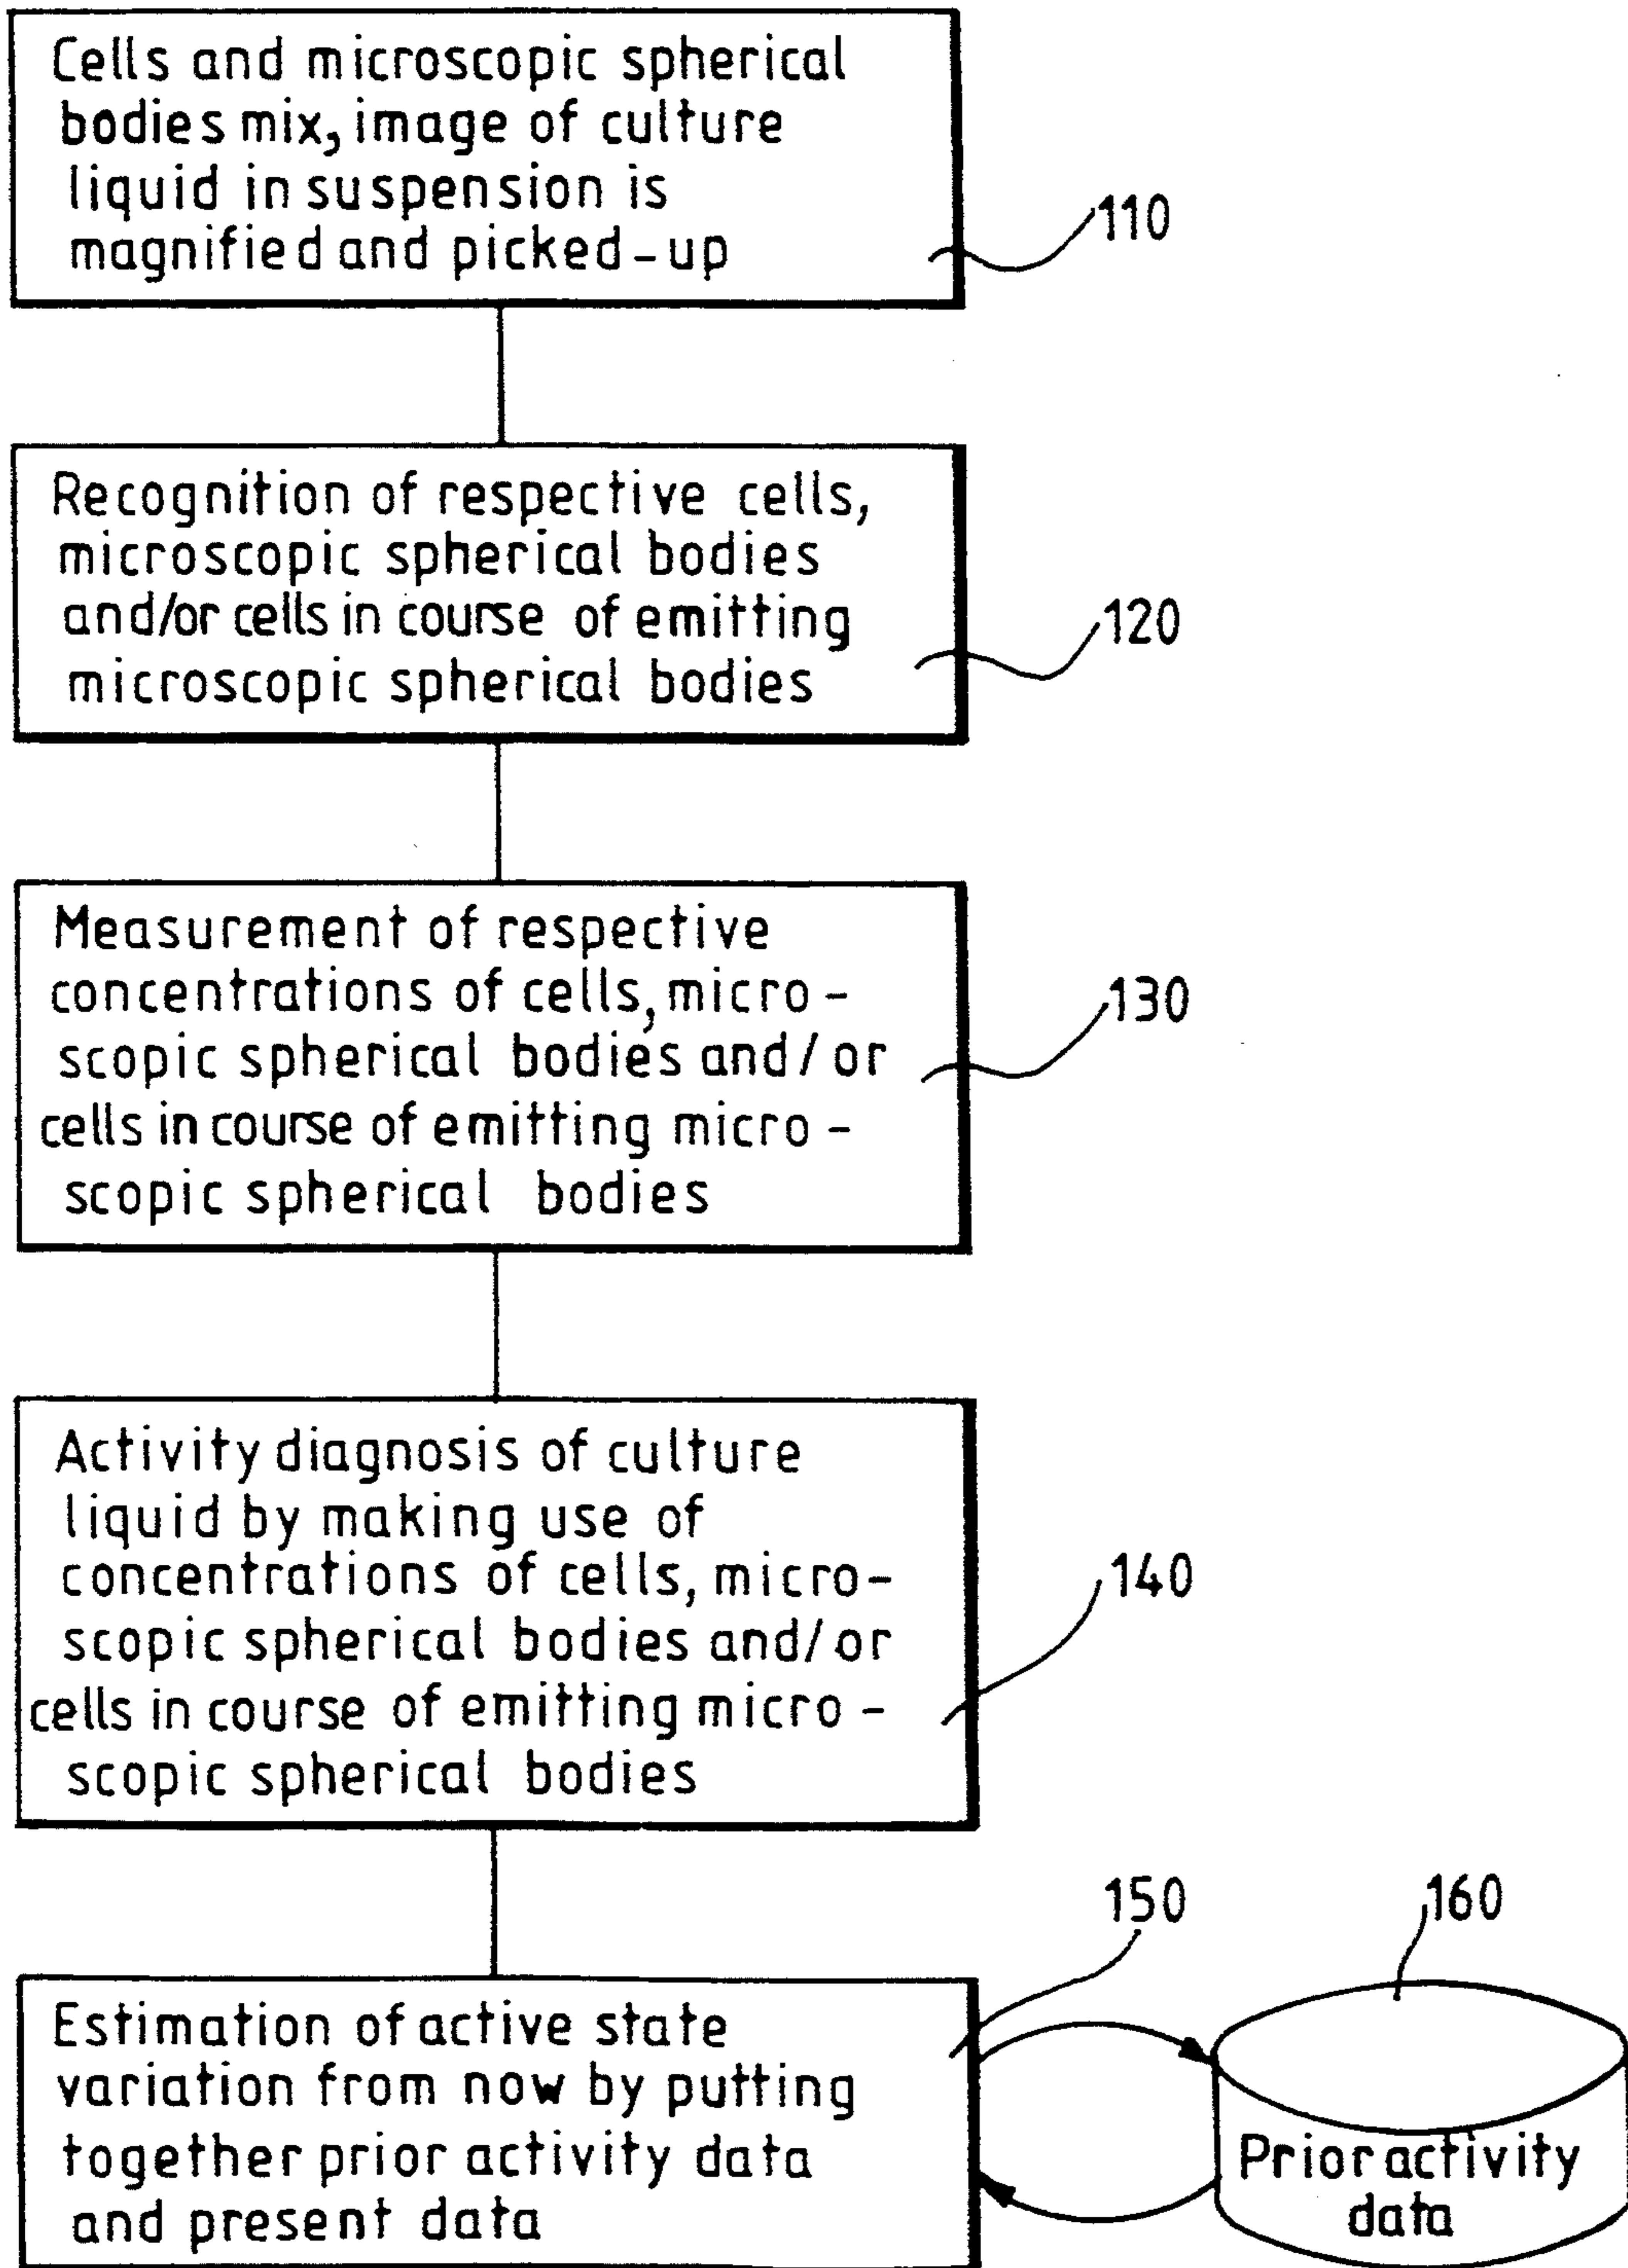 Cells and microscopic spherical
bodies mix, image of culture
liquid in suspension is
magnified and picked-up
110
Recognition of respective cells,
microscopic spherical bodies
and/or cells in course of emitting
microscopic spherical bodies
120
Measurement of respective
concentrations of cells, micro-
scopic spherical bodies and/or
cells in course of emitting micro-
scopic spherical bodies
130
Activity diagnosis of culture
liquid by making use of
concentrations of cells, micro-
scopic spherical bodies and/or
cells in course of emitting micro-
scopic spherical bodies
140
Estimation of active state
variation from now by putting
together prior activity data
and present data
150
160
Prior activity
data